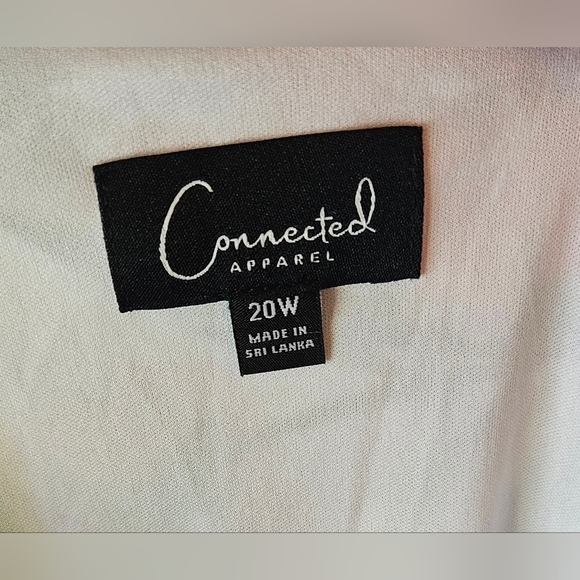 Connected
APPAREL
20W
MADE IN
SRI LANKA